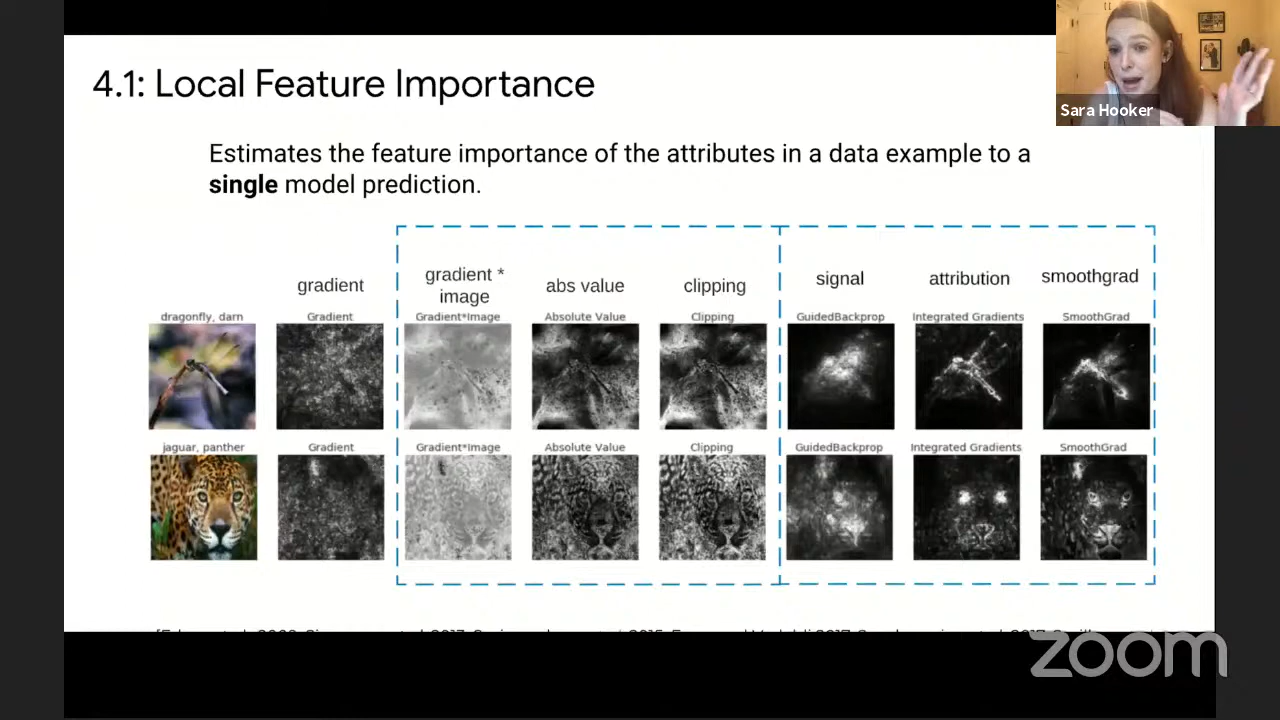 4.1: Local Feature Importance
Sara Hooker
Estimates the feature importance of the attributes in a data example to a
single model prediction.
gradient
gradient *
image
abs value
clipping
signal
attribution
smoothgrad
dragonfly, darn
Gradient
Gradient*Image
Absolute Value
Clipping
GuidedBackprop
Integrated Gradients
SmoothGrad
jaguar, panther
Gradient
Gradient*Image
Absolute Value
Clipping
GuidedBackprop
Integrated Gradients
SmoothGrad
zoom